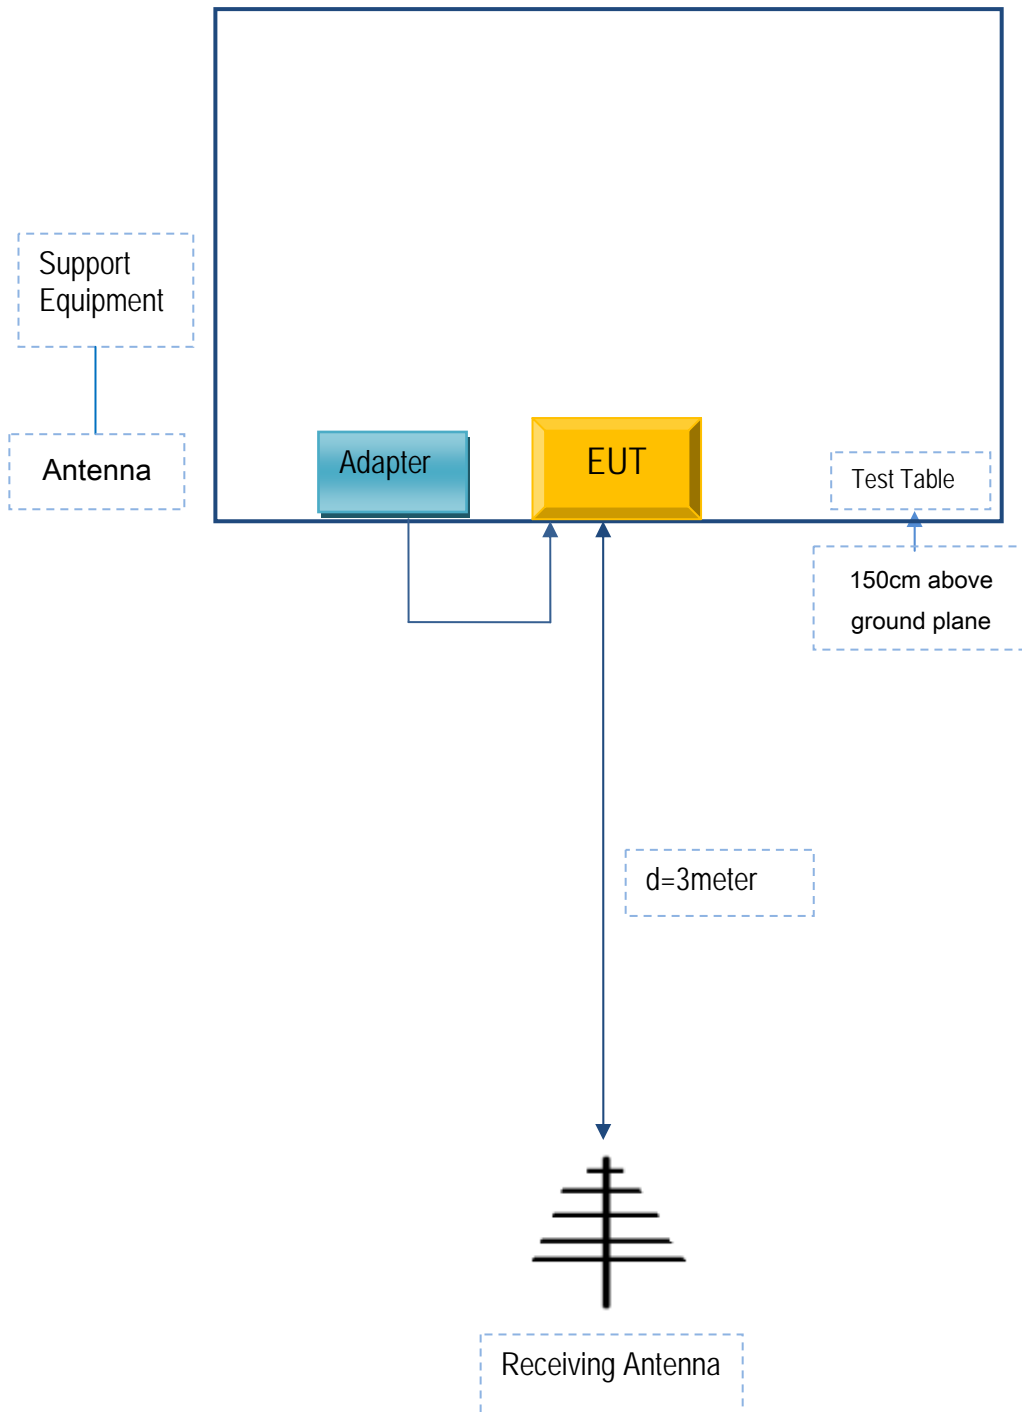 Support
Equipment
Antenna
Adapter
EUT
Test Table
150cm above
ground plane
d=3meter
Receiving Antenna